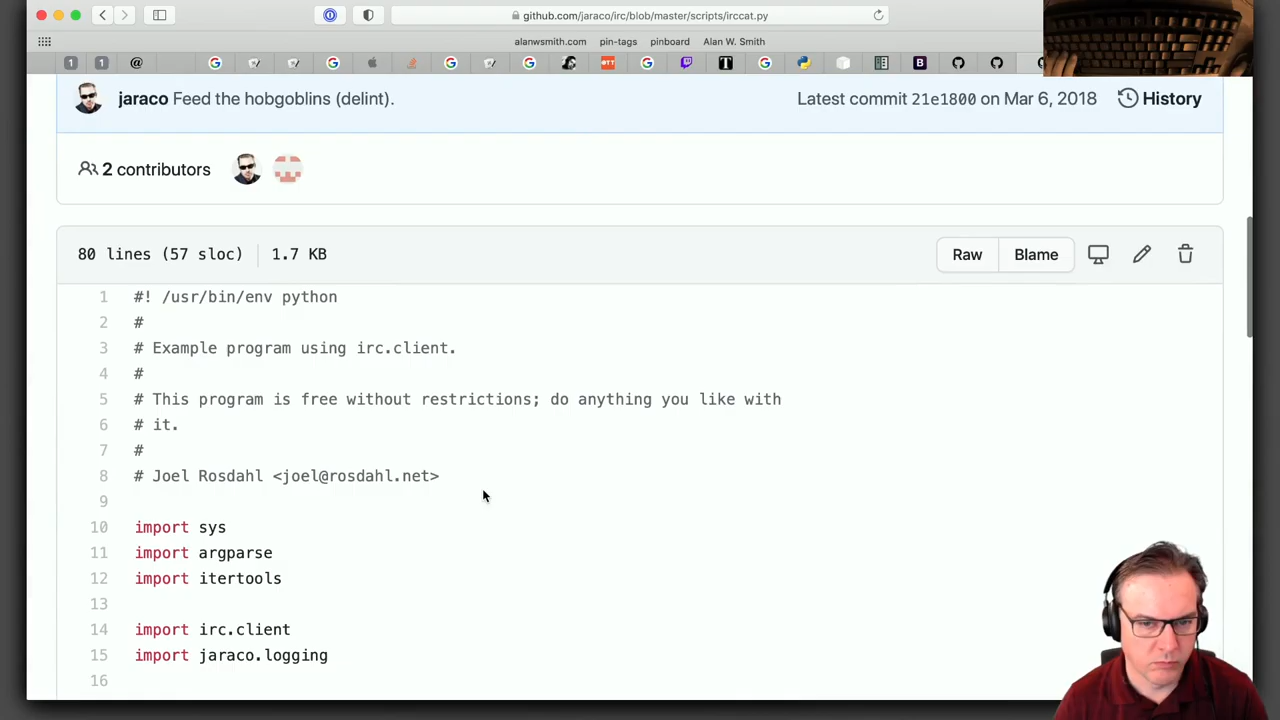 github.com/jaraco/irc/blob/master/scripts/irccat.py
alanwsmith.com pin-tags pinboard Alan W. Smith
jaraco Feed the hobgoblins (delint). Latest commit 21e1800 on Mar 6, 2018 History
2 contributors
80 lines (57 sloc) 1.7 KB Raw Blame
1 #! /usr/bin/env python
2 #
3 # Example program using irc.client.
4 #
5 # This program is free without restrictions; do anything you like with
6 # it.
7 #
8 # Joel Rosdahl <joel@rosdahl.net>
9
10 import sys
11 import argparse
12 import itertools
13
14 import irc.client
15 import jaraco.logging
16